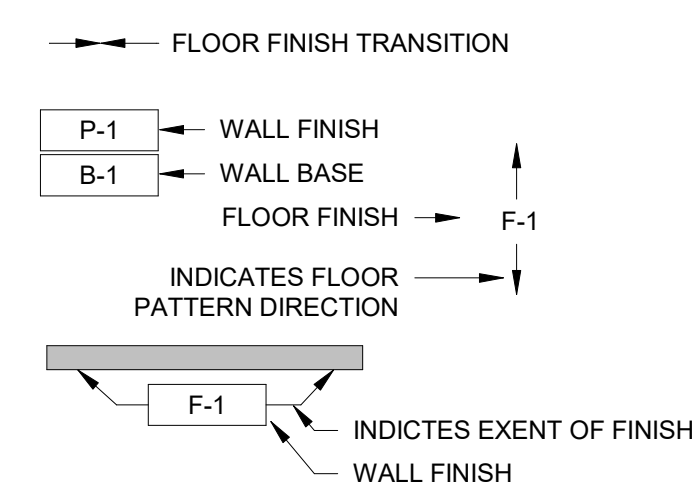 FLOOR FINISH TRANSITION
P-1
WALL FINISH
B-1
WALL BASE
FLOOR FINISH
F-1
INDICATES FLOOR
PATTERN DIRECTION
F-1
INDICTES EXENT OF FINISH
WALL FINISH